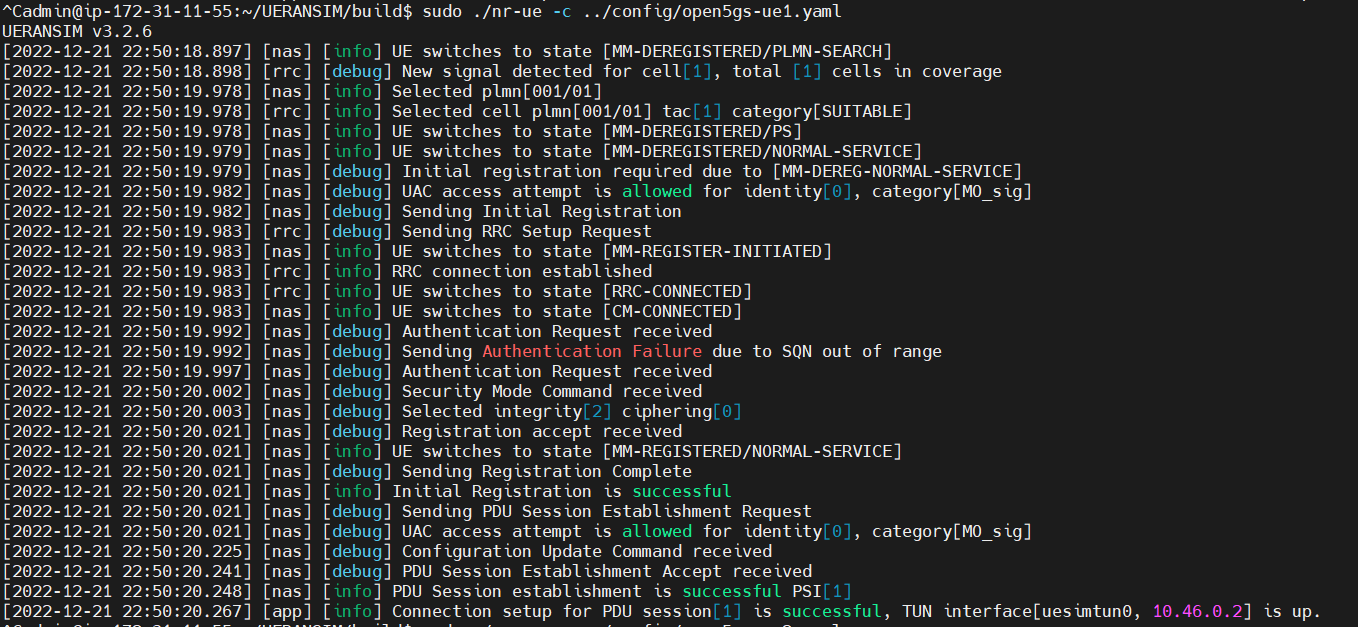 ^Cadmin@ip-172-31-11-55:~/UERANSIM/build$ sudo ./nr-ue -c ../config/open5gs-ue1.yaml
UERANSIM v3.2.6
[2022-12-21 22:50:18.897] [nas] [info] UE switches to state [MM-DEREGISTERED/PLMN-SEARCH]
[2022-12-21 22:50:18.898] [rrc] [debug] New signal detected for cell[1], total [1] cells in coverage
[2022-12-21 22:50:19.978] [nas] [info] Selected plmn[001/01]
[2022-12-21 22:50:19.978] [rrc] [info] Selected cell plmn[001/01] tac[1] category[SUITABLE]
[2022-12-21 22:50:19.978] [nas] [info] UE switches to state [MM-DEREGISTERED/PS]
[2022-12-21 22:50:19.979] [nas] [info] UE switches to state [MM-DEREGISTERED/NORMAL-SERVICE]
[2022-12-21 22:50:19.979] [nas] [debug] Initial registration required due to [MM-DEREG-NORMAL-SERVICE]
[2022-12-21 22:50:19.982] [nas] [debug] UAC access attempt is allowed for identity[0], category[MO_sig]
[2022-12-21 22:50:19.982] [nas] [debug] Sending Initial Registration
[2022-12-21 22:50:19.983] [rrc] [debug] Sending RRC Setup Request
[2022-12-21 22:50:19.983] [nas] [info] UE switches to state [MM-REGISTER-INITIATED]
[2022-12-21 22:50:19.983] [rrc] [info] RRC connection established
[2022-12-21 22:50:19.983] [rrc] [info] UE switches to state [RRC-CONNECTED]
[2022-12-21 22:50:19.983] [nas] [info] UE switches to state [CM-CONNECTED]
[2022-12-21 22:50:19.992] [nas] [debug] Authentication Request received
[2022-12-21 22:50:19.992] [nas] [debug] Sending Authentication Failure due to SQN out of range
[2022-12-21 22:50:19.997] [nas] [debug] Authentication Request received
[2022-12-21 22:50:20.002] [nas] [debug] Security Mode Command received
[2022-12-21 22:50:20.003] [nas] [debug] Selected integrity[2] ciphering[0]
[2022-12-21 22:50:20.021] [nas] [debug] Registration accept received
[2022-12-21 22:50:20.021] [nas] [info] UE switches to state [MM-REGISTERED/NORMAL-SERVICE]
[2022-12-21 22:50:20.021] [nas] [debug] Sending Registration Complete
[2022-12-21 22:50:20.021] [nas] [info] Initial Registration is successful
[2022-12-21 22:50:20.021] [nas] [debug] Sending PDU Session Establishment Request
[2022-12-21 22:50:20.021] [nas] [debug] UAC access attempt is allowed for identity[0], category[MO_sig]
[2022-12-21 22:50:20.225] [nas] [debug] Configuration Update Command received
[2022-12-21 22:50:20.241] [nas] [debug] PDU Session Establishment Accept received
[2022-12-21 22:50:20.248] [nas] [info] PDU Session establishment is successful PSI[1]
[2022-12-21 22:50:20.267] [app] [info] Connection setup for PDU session[1] is successful, TUN interface[uesimtun0, 10.46.0.2] is up.
^Cadmin@ip-172-31-11-55:~/UERANSIM/build$